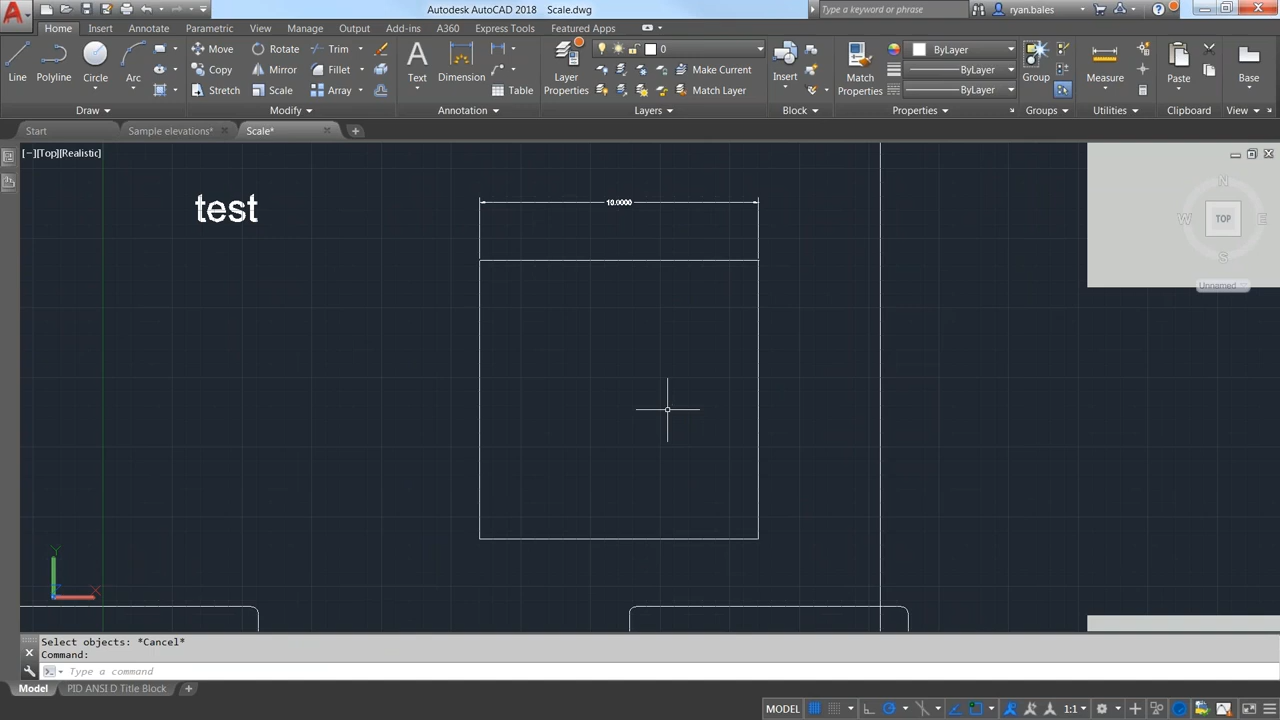 Autodesk AutoCAD 2018 Scale.dwg
Type a keyword or phrase
ryan.bales
Home Insert Annotate Parametric View Manage Output Add-ins A360 Express Tools Featured Apps
Line
Polyline
Circle
Arc
Move
Rotate
Trim
Copy
Mirror
Fillet
Stretch
Scale
Array
Text
Dimension
Table
Layer
Properties
0
Make Current
Match Layer
Insert
Match
Properties
ByLayer
ByLayer
ByLayer
Group
Measure
Paste
Base
Draw Modify Annotation Layers Block Properties Groups Utilities Clipboard View
Start Sample elevations* Scale*
[−][Top][Realistic]
test
10.0000
N
W
TOP
E
S
Unnamed
Y
X
Select objects: *Cancel*
Command:
Type a command
Model PID ANSI D Title Block
MODEL 1:1